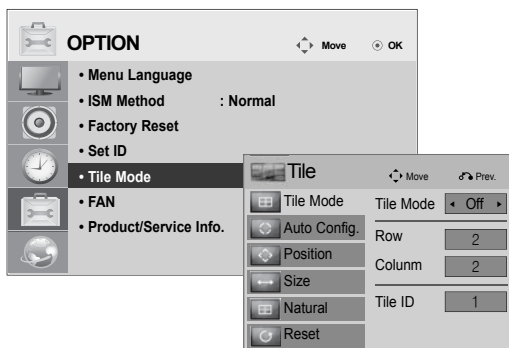 OPTION
Move
OK
• Menu Language
• ISM Method : Normal
• Factory Reset
• Set ID
• Tile Mode
• FAN
• Product/Service Info.
Tile
Move
Prev.
Tile Mode
Auto Config.
Position
Size
Natural
Reset
Tile Mode Off
Row 2
Colunm 2
Tile ID 1